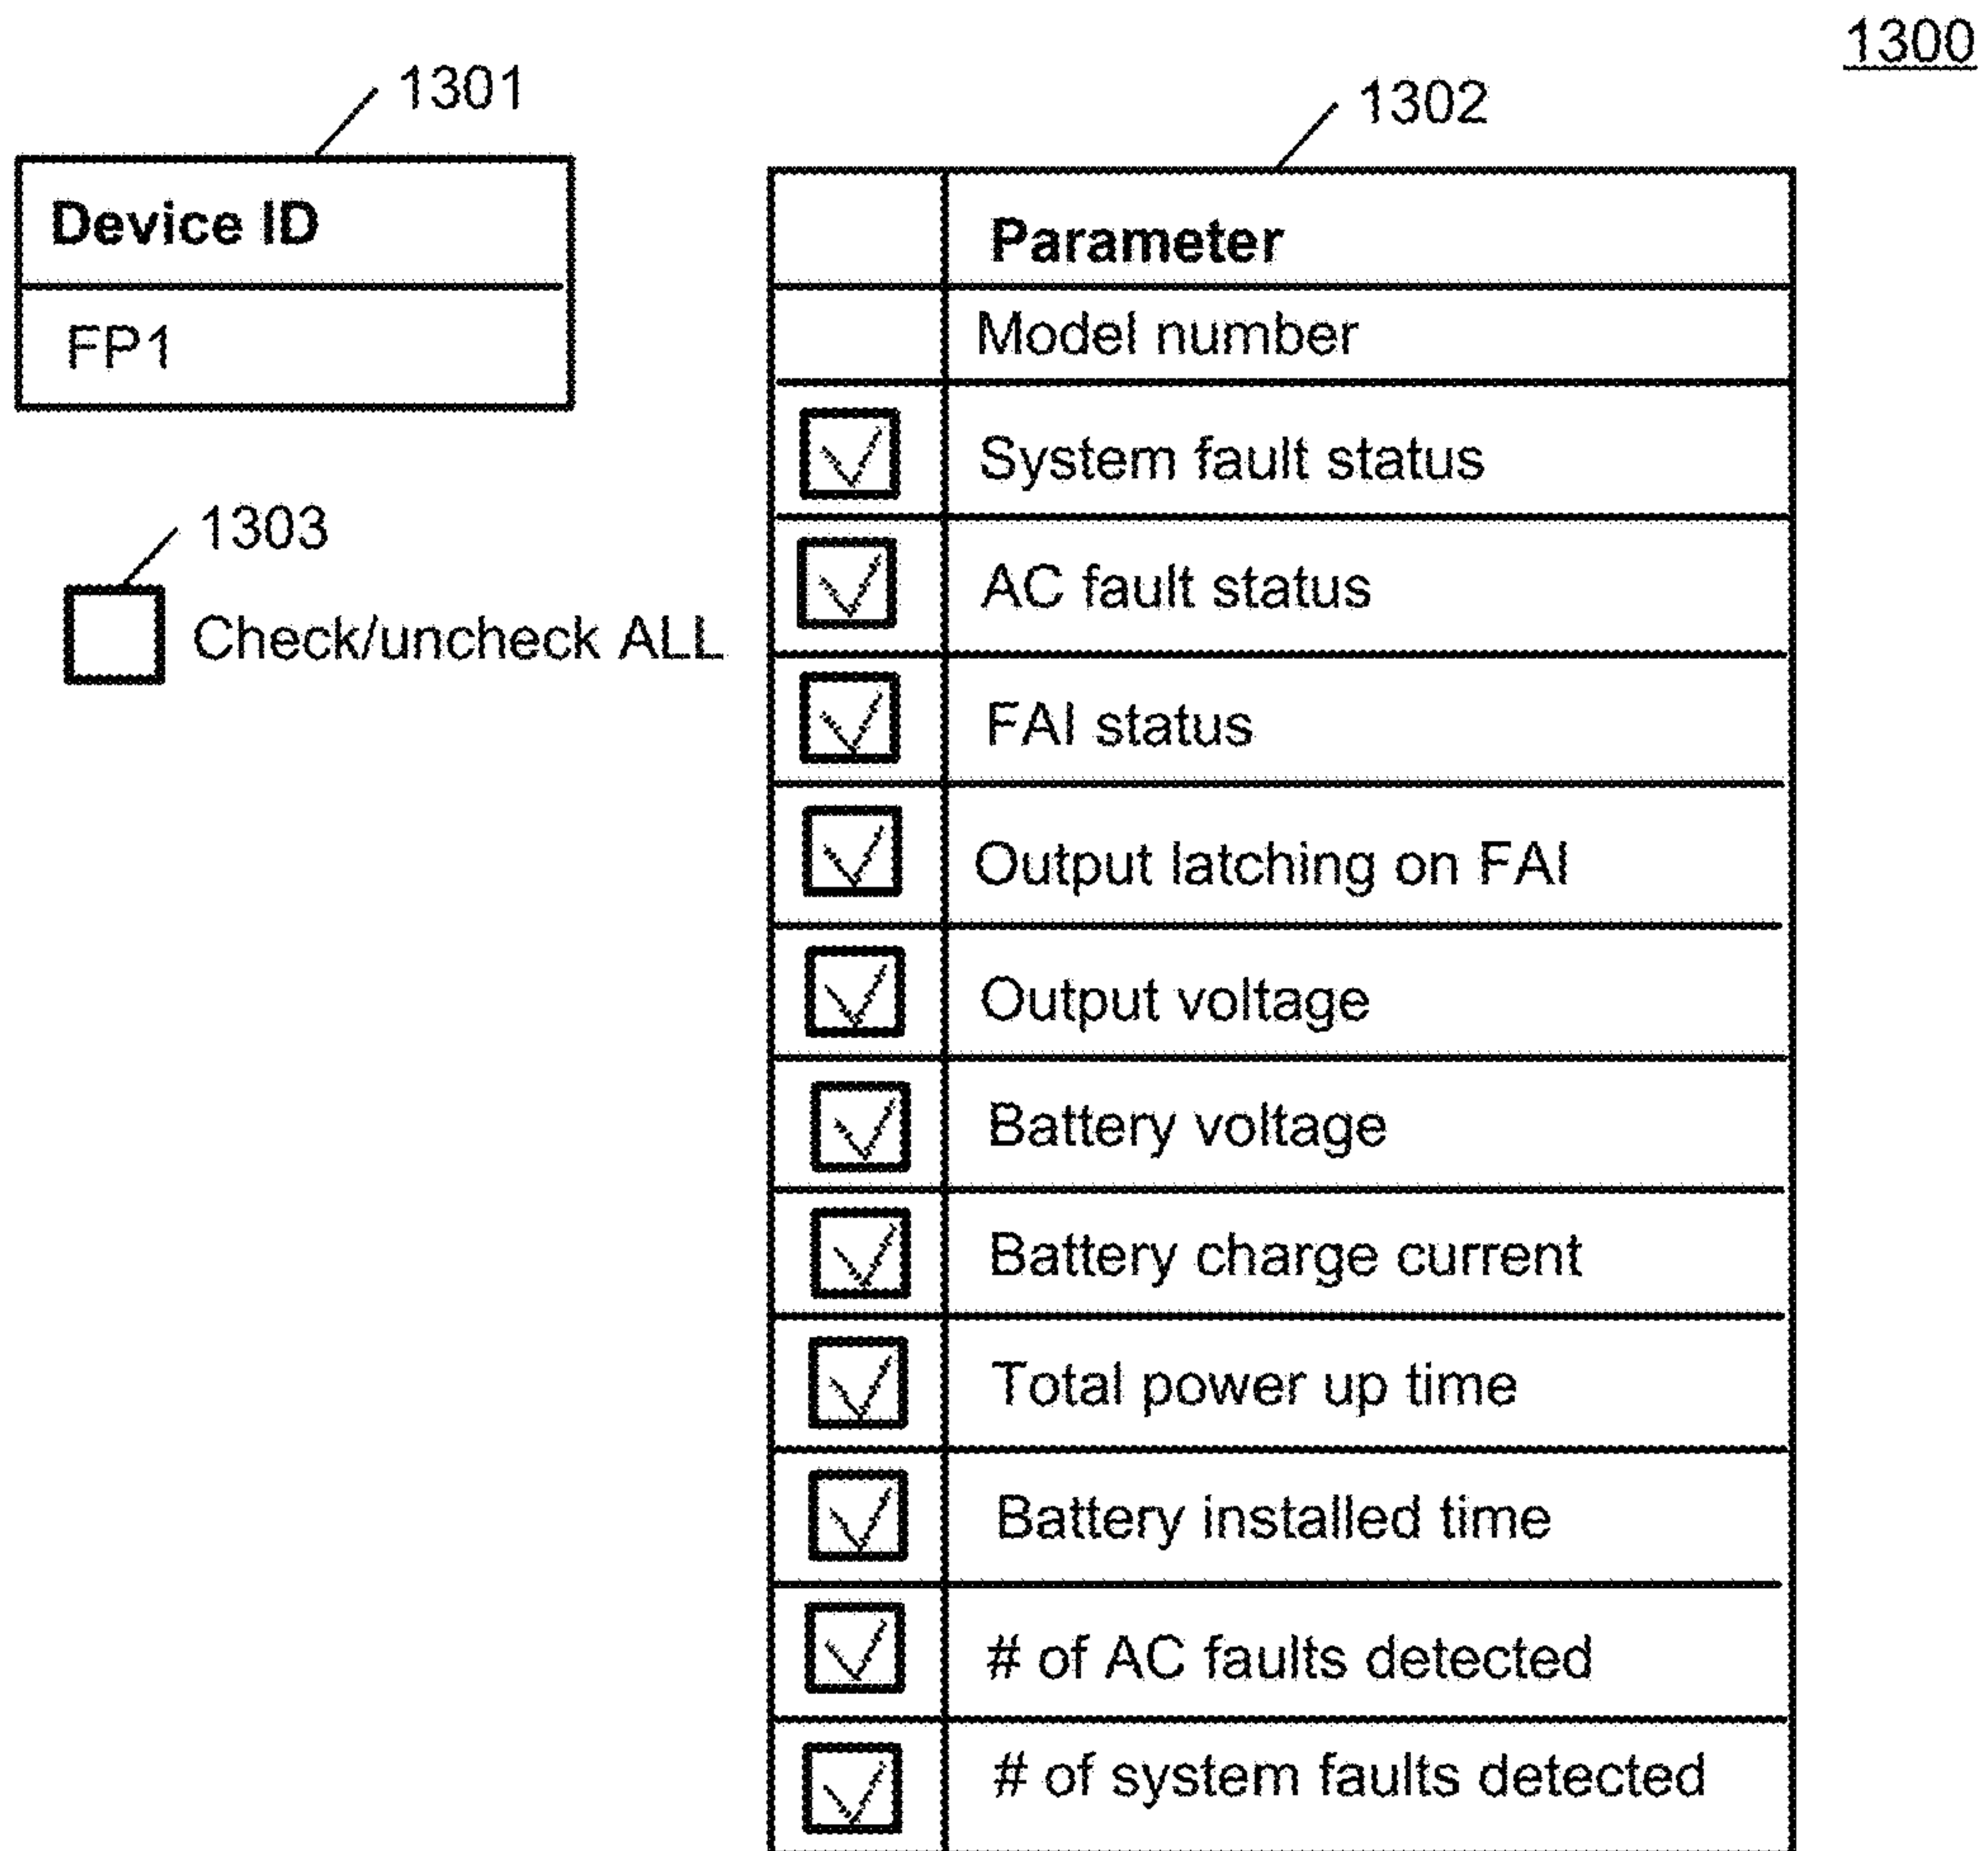 1300
1301
Device ID
FP1
1303
Check/uncheck ALL
1302
Parameter
Model number
System fault status
AC fault status
FAI status
Output latching on FAI
Output voltage
Battery voltage
Battery charge current
Total power up time
Battery installed time
# of AC faults detected
# of system faults detected